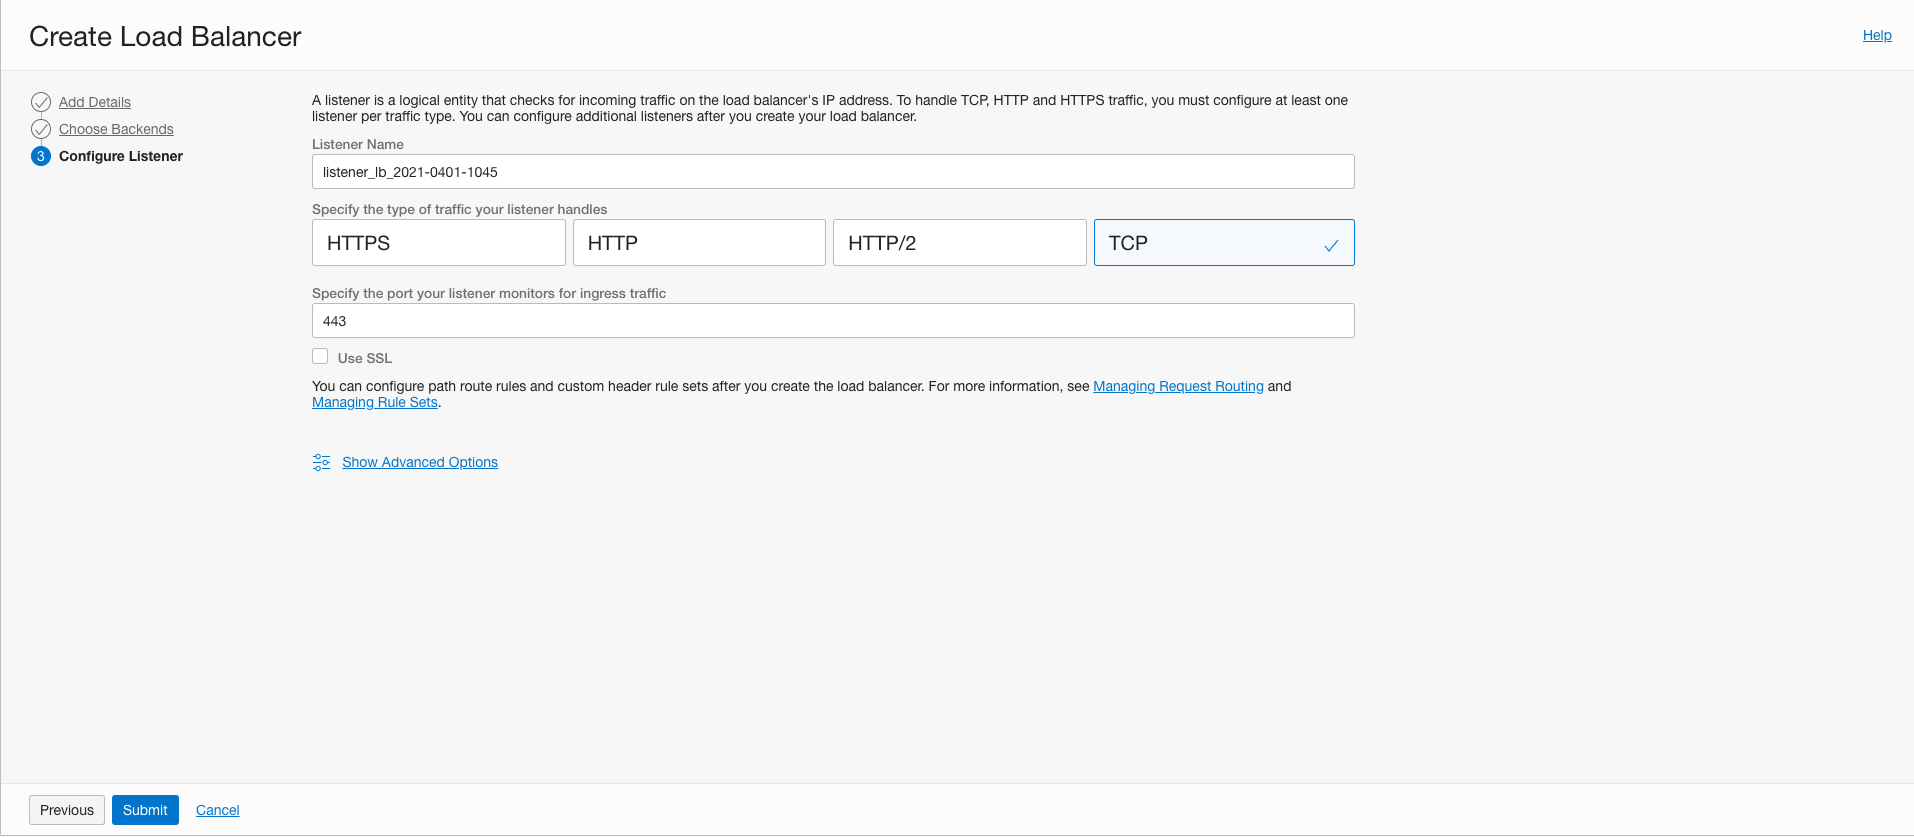 Create Load Balancer
Help
Add Details
Choose Backends
3 Configure Listener
A listener is a logical entity that checks for incoming traffic on the load balancer's IP address. To handle TCP, HTTP and HTTPS traffic, you must configure at least one
listener per traffic type. You can configure additional listeners after you create your load balancer.
Listener Name
listener_lb_2021-0401-1045
Specify the type of traffic your listener handles
HTTPS HTTP HTTP/2 TCP
Specify the port your listener monitors for ingress traffic
443
Use SSL
You can configure path route rules and custom header rule sets after you create the load balancer. For more information, see Managing Request Routing and
Managing Rule Sets.
Show Advanced Options
Previous Submit Cancel